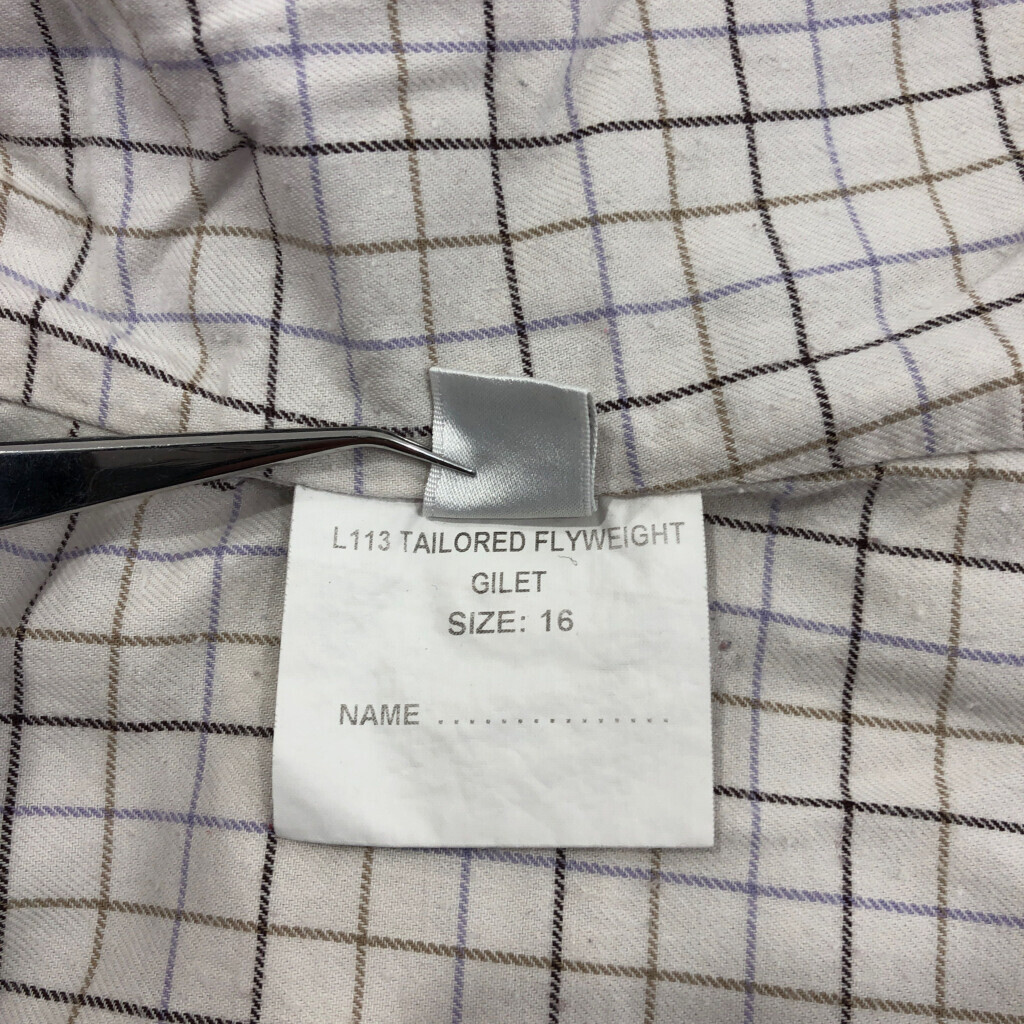 L113 TAILORED FLYWEIGHT
GILET
SIZE: 16
NAME ................